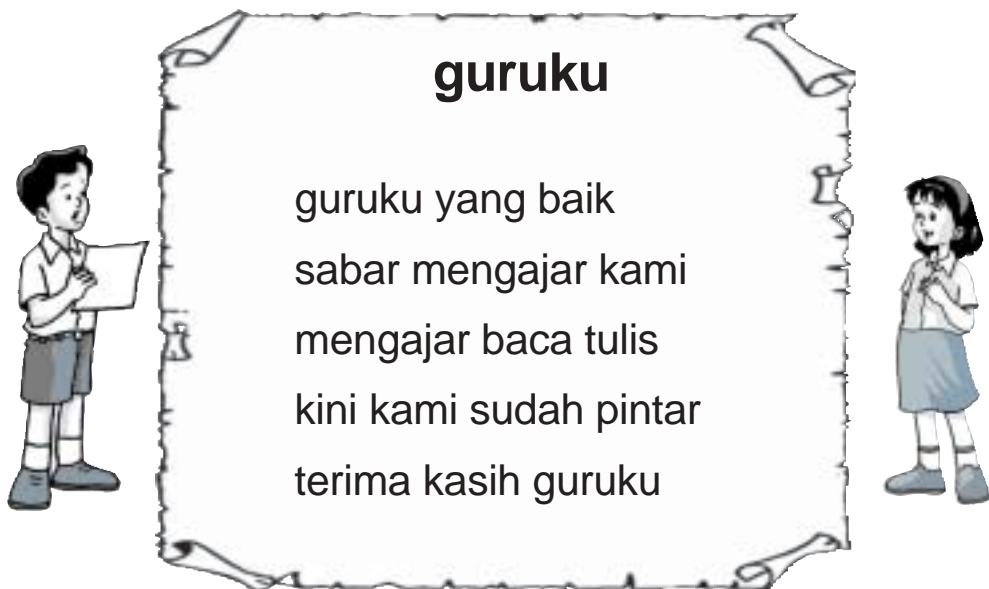 guruku
guruku yang baik
sabar mengajar kami
mengajar baca tulis
kini kami sudah pintar
terima kasih guruku